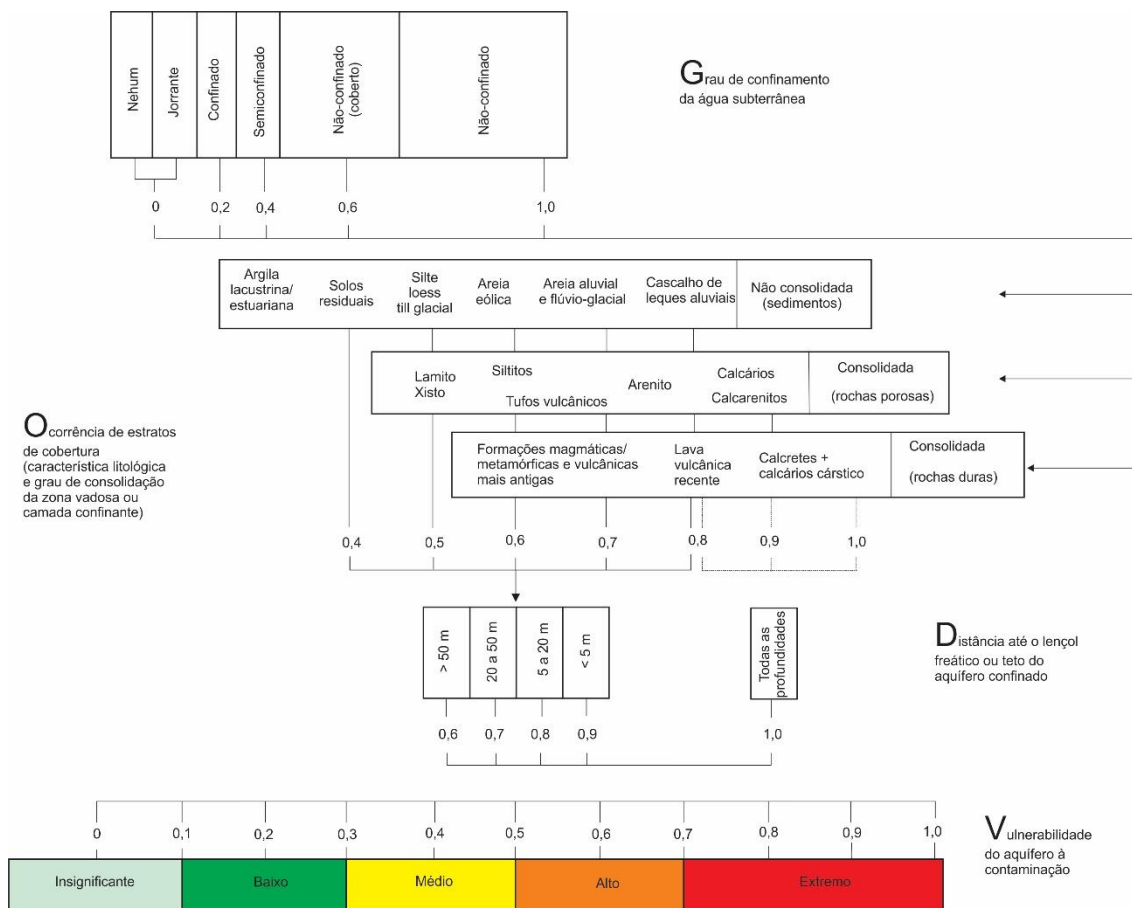 Nehum
Jorrante
Confinado
Semiconfinado
Não-confinado
(coberto)
Não-confinado
Grau de confinamento
da água subterrânea
0 0,2 0,4 0,6 1,0
Argila
lacustrina/
estuariana
Solos
residuais
Silte
loess
till glacial
Areia
eólica
Areia aluvial
e flúvio-glacial
Cascalho de
leques aluviais
Não consolidada
(sedimentos)
Lamito
Xisto
Siltitos
Tufos vulcânicos
Arenito
Calcários
Calcarenitos
Consolidada
(rochas porosas)
Ocorrência de estratos
de cobertura
(característica litológica
e grau de consolidação
da zona vadosa ou
camada confinante)
Formações magmáticas/
metamórficas e vulcânicas
mais antigas
Lava
vulcânica
recente
Calcretes +
calcários cárstico
Consolidada
(rochas duras)
0,4 0,5 0,6 0,7 0,8 0,9 1,0
> 50 m
20 a 50 m
5 a 20 m
< 5 m
Todas as
profundidades
Distância até o lençol
freático ou teto do
aquífero confinado
0,6 0,7 0,8 0,9 1,0
0 0,1 0,2 0,3 0,4 0,5 0,6 0,7 0,8 0,9 1,0
Vulnerabilidade
do aquífero à
contaminação
Insignificante Baixo Médio Alto Extremo